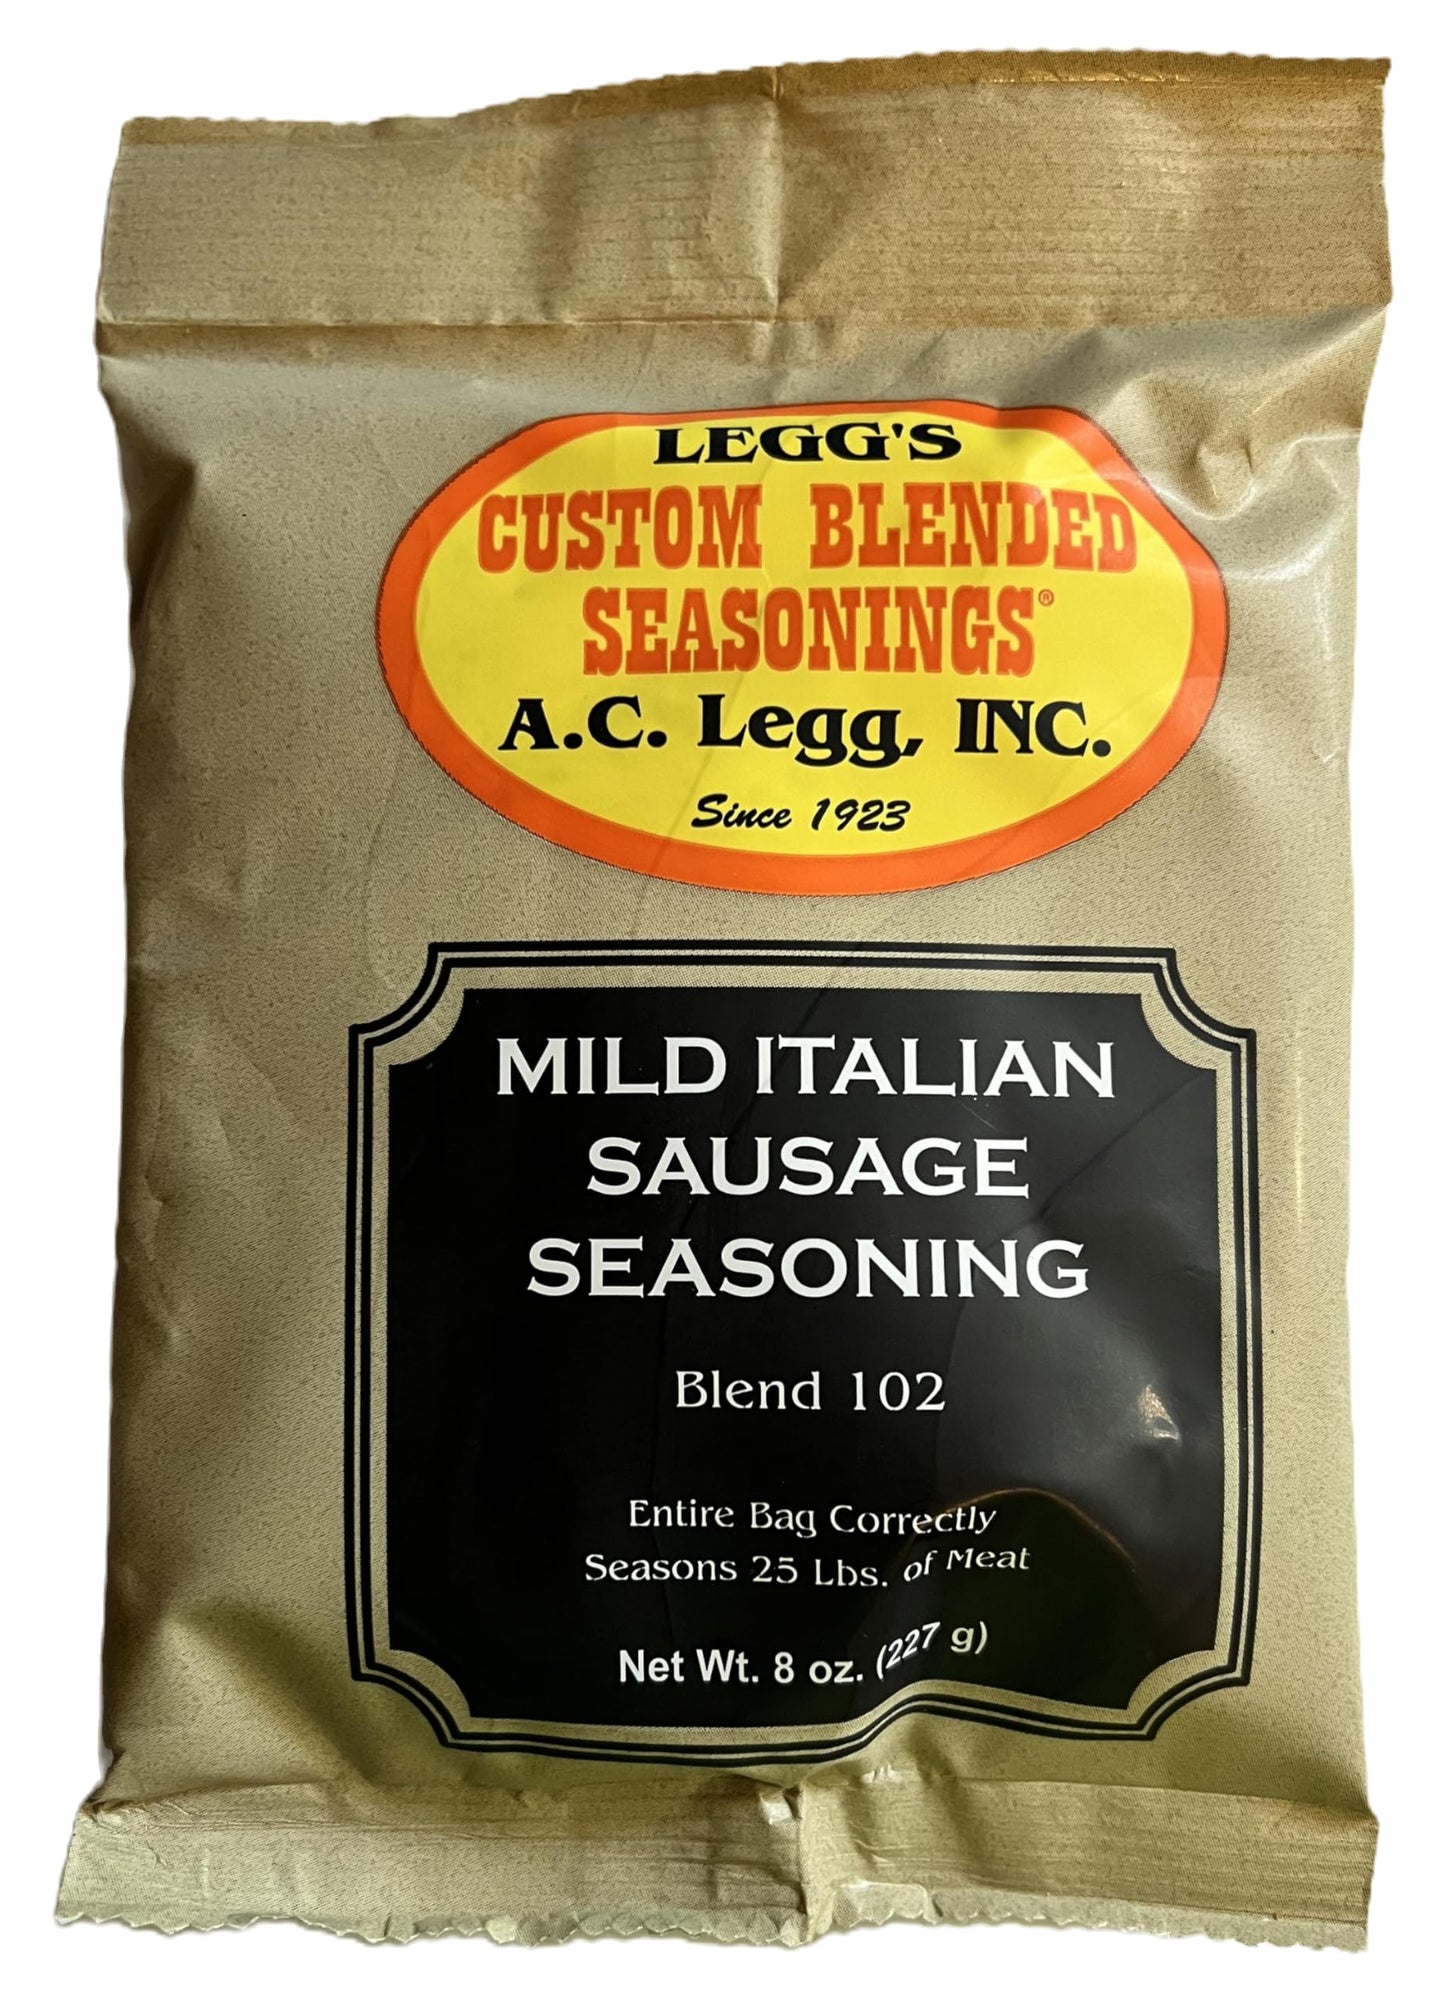 LEGG'S
CUSTOM BLENDED
SEASONINGS®
A.C. Legg, INC.
Since 1923
MILD ITALIAN
SAUSAGE
SEASONING
Blend 102
Entire Bag Correctly
Seasons 25 Lbs. of Meat
Net Wt. 8 oz. (227 g)